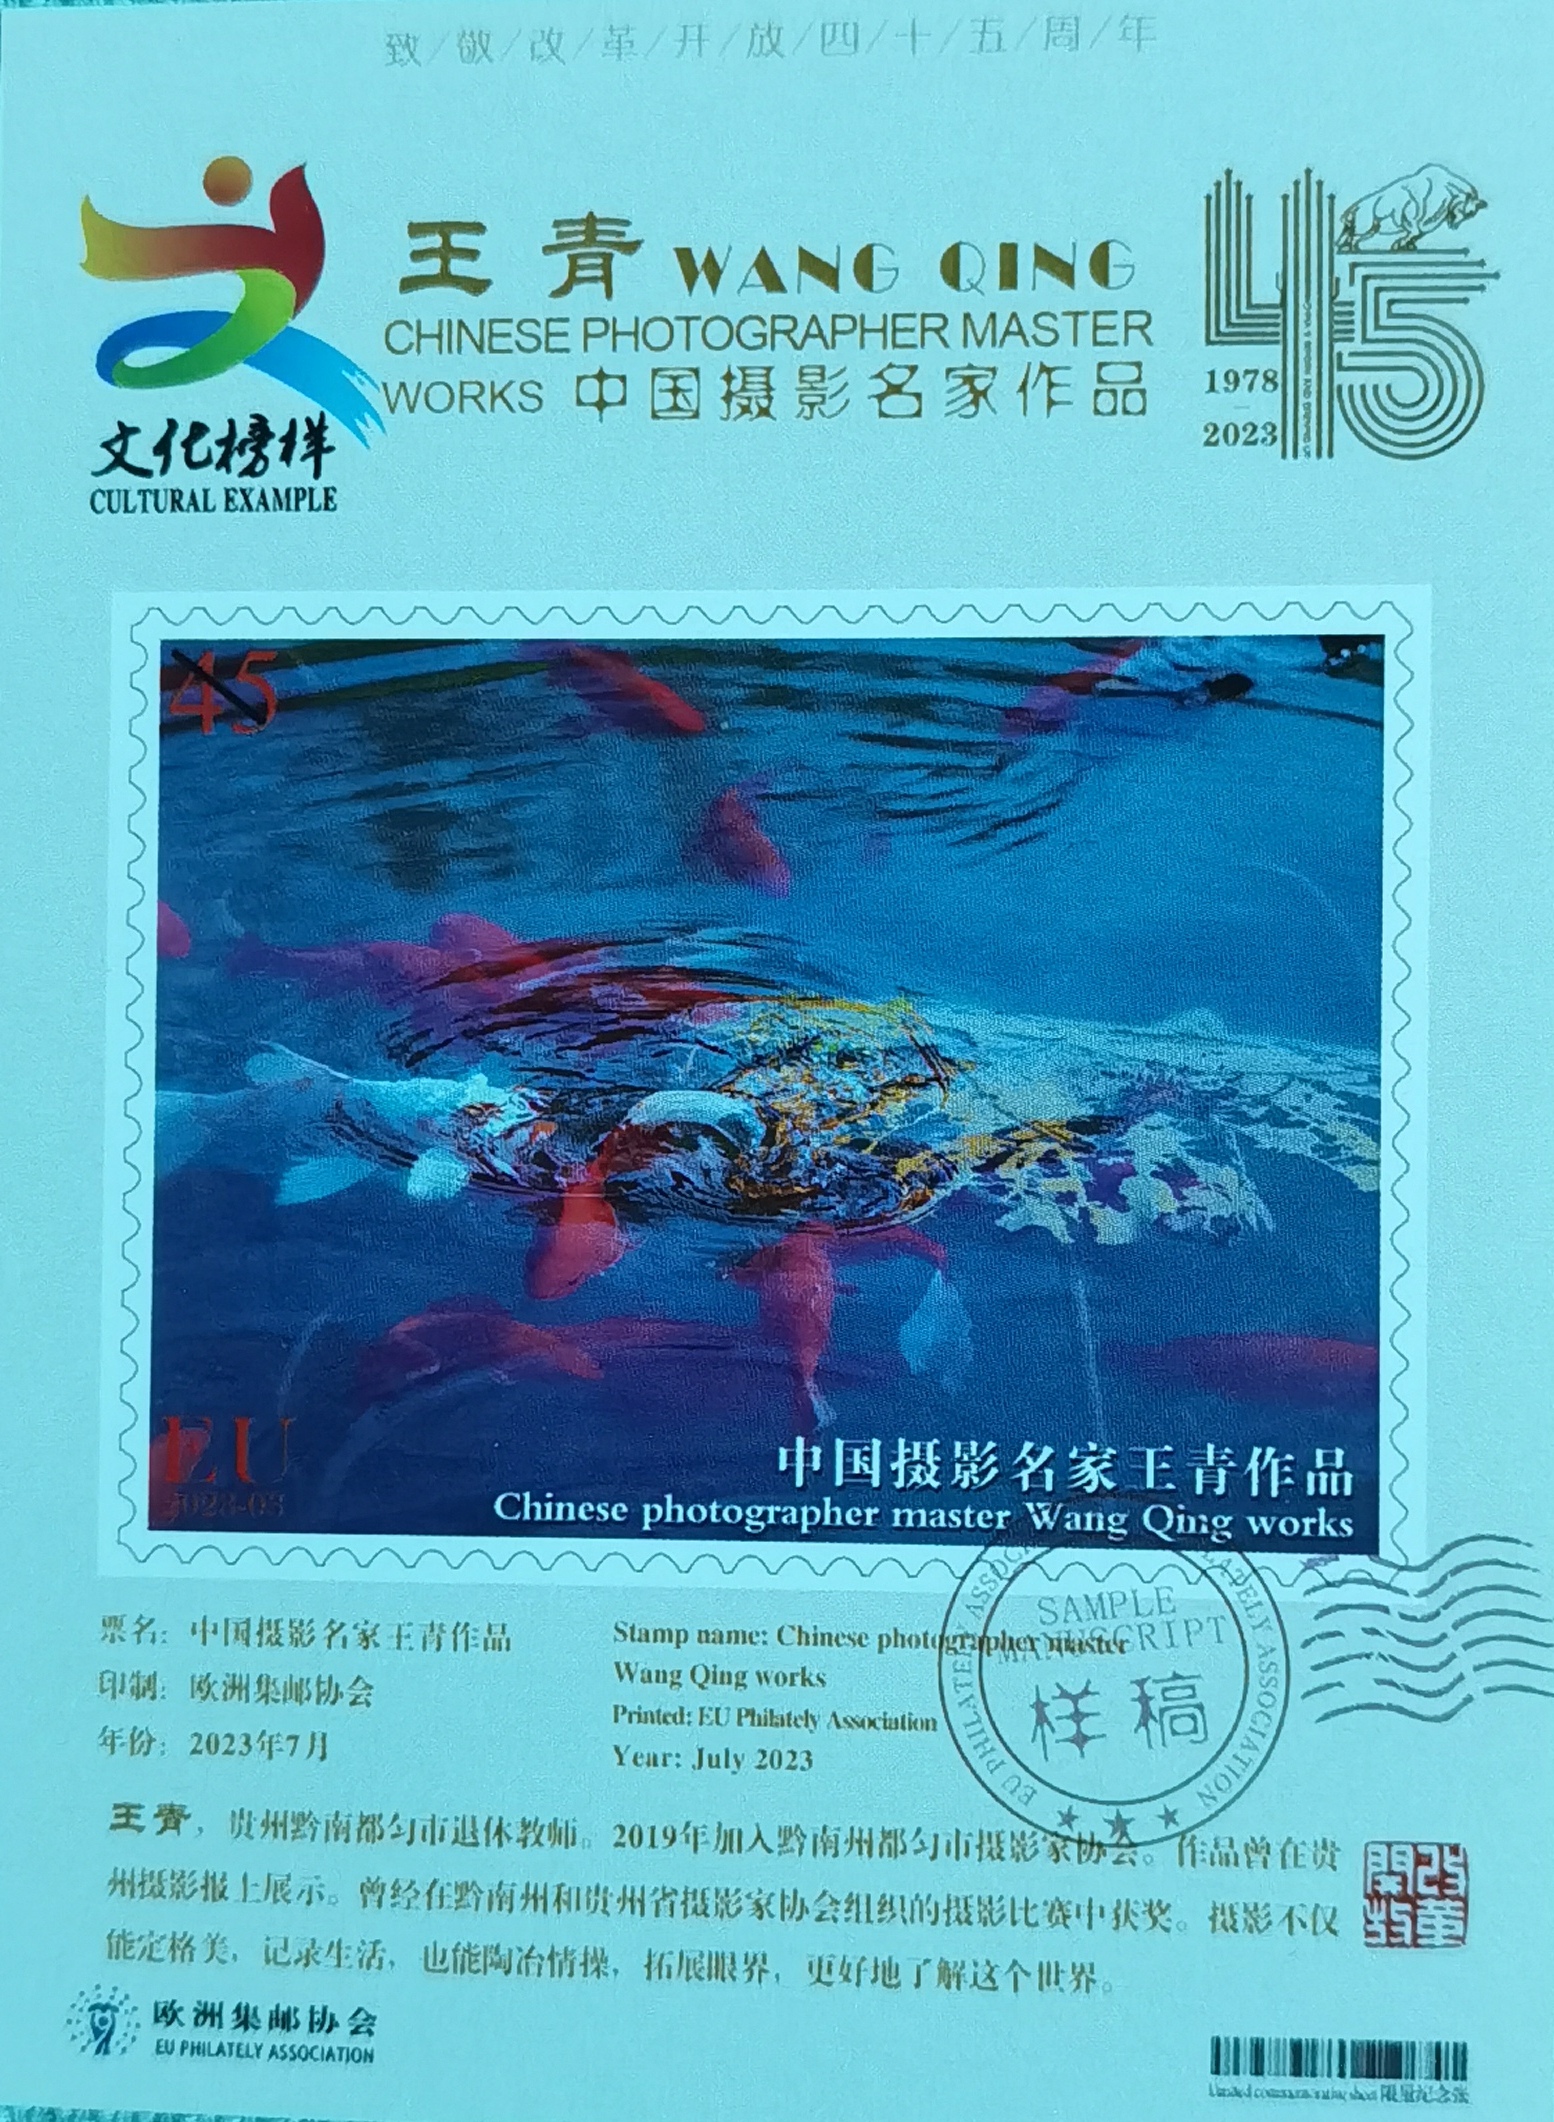 致/敬/改/革/开/放/四/十/五/周/年
王青 WANG QING
CHINESE PHOTOGRAPHER MASTER
WORKS 中国摄影名家作品
1978
2023
45
文化榜样
CULTURAL EXAMPLE
45
EU
2023-03
中国摄影名家王青作品
Chinese photographer master Wang Qing works
票名：中国摄影名家王青作品
印制：欧洲集邮协会
年份：2023年7月
Stamp name: Chinese photographer master
Wang Qing works
Printed: EU Philately Association
Year: July 2023
EU PHILATELY ASSOCIATION
SAMPLE
MANUSCRIPT
样稿
王青，贵州黔南都匀市退休教师。2019年加入黔南州都匀市摄影家协会。作品曾在贵
州摄影报上展示。曾经在黔南州和贵州省摄影家协会组织的摄影比赛中获奖。摄影不仅
能定格美，记录生活，也能陶冶情操，拓展眼界，更好地了解这个世界。
欧洲集邮协会
EU PHILATELY ASSOCIATION
Limited commemorative sheet 限量纪念张